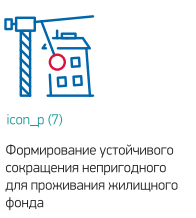 icon_p (7)
Формирование устойчивого
сокращения непригодного
для проживания жилищного
фонда